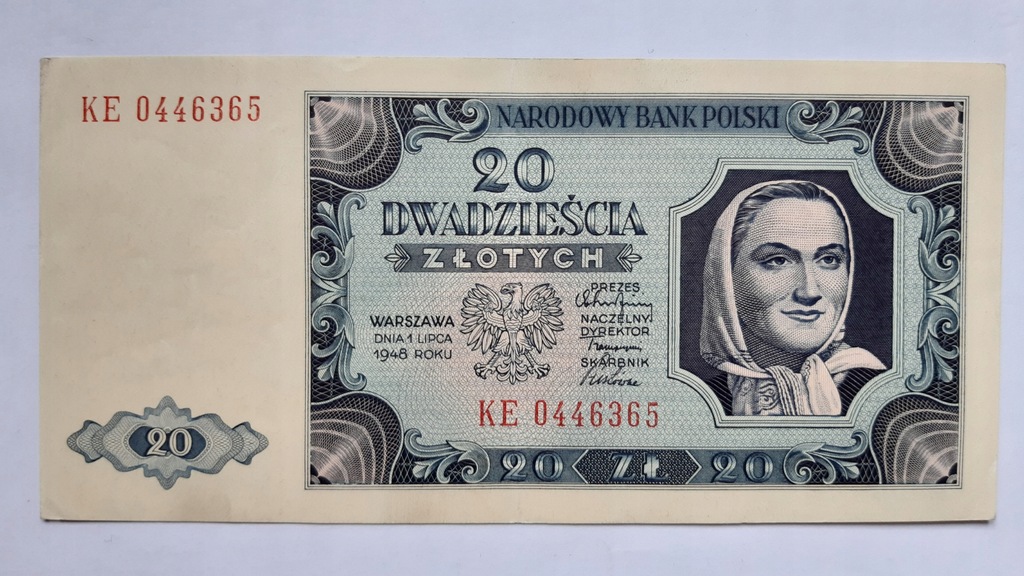 KE 0446365
NARODOWY BANK POLSKI
20
DWADZIEŚCIA
ZŁOTYCH
WARSZAWA
DNIA 1 LIPCA
1948 ROKU
PREZES
NACZELNY
DYREKTOR
SKARBNIK
KE 0446365
20
20 ZŁ 20